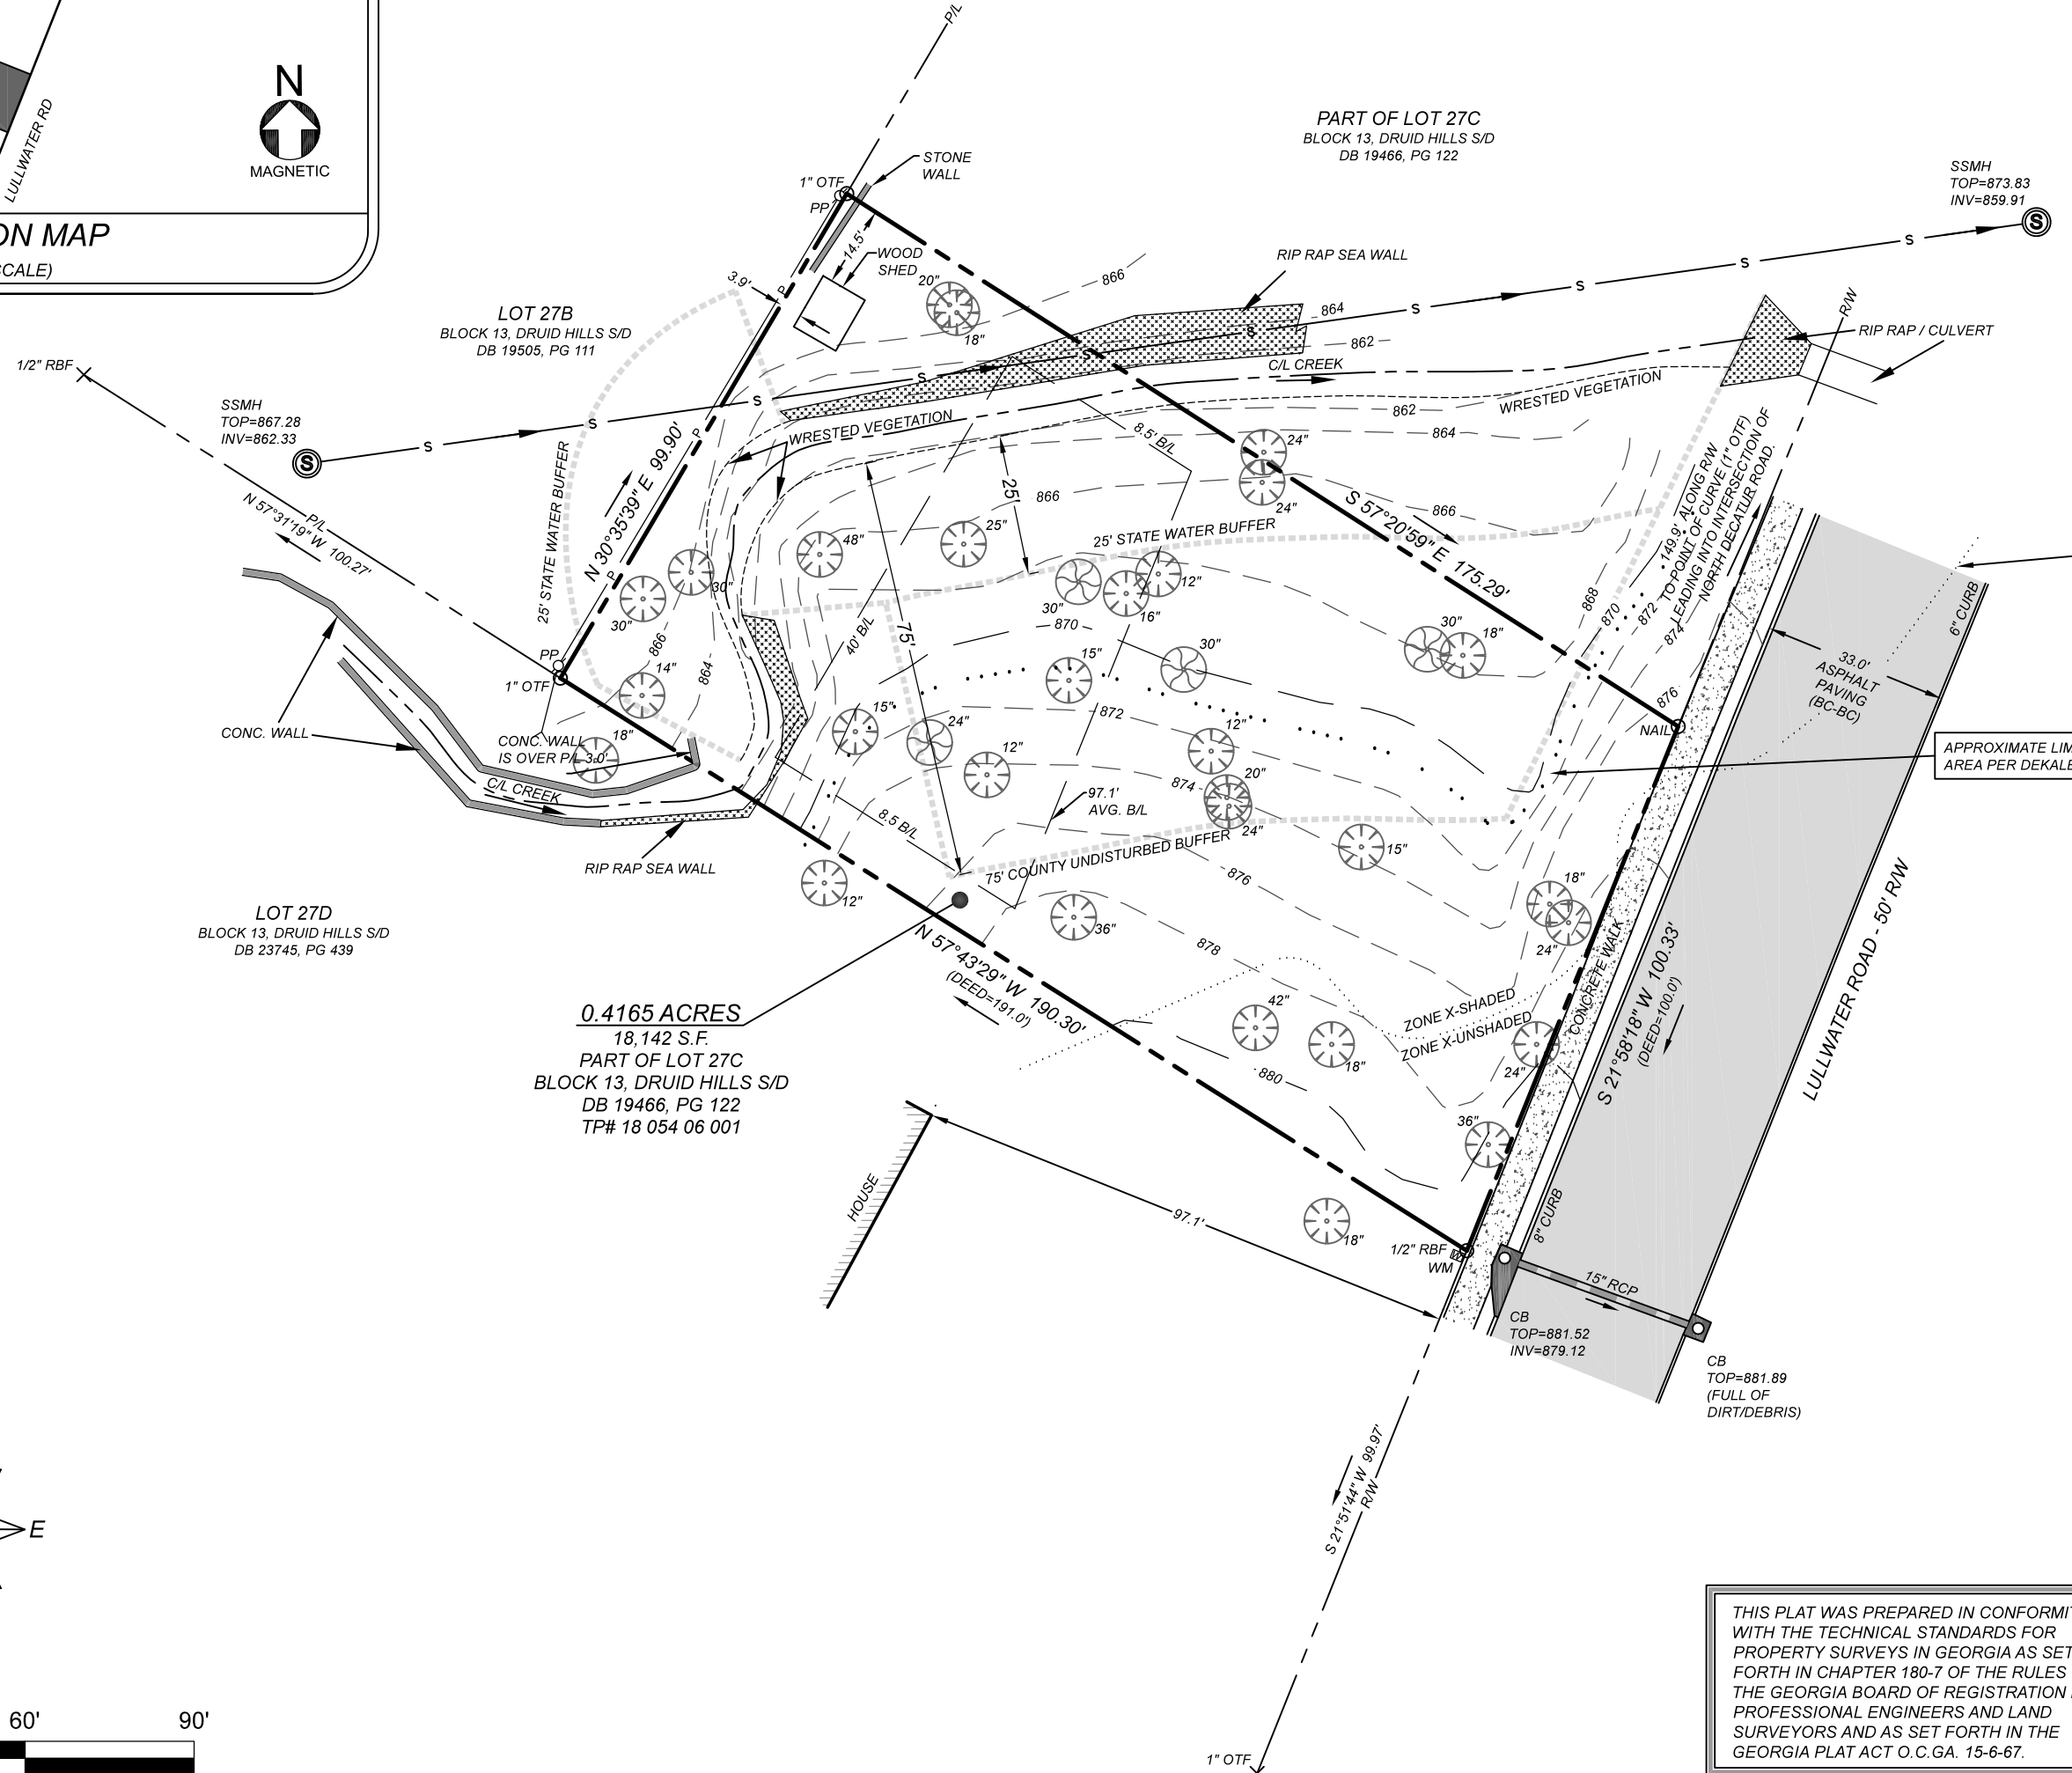 LULLWATER RD
N
MAGNETIC
ON MAP
SCALE)
P/L
PART OF LOT 27C
BLOCK 13, DRUID HILLS S/D
DB 19466, PG 122
SSMH
TOP=873.83
INV=859.91
S
STONE
WALL
1" OTF
PP
14.5'
WOOD
SHED
3.9'
20"
18"
866
RIP RAP SEA WALL
864
862
R/W
RIP RAP / CULVERT
LOT 27B
BLOCK 13, DRUID HILLS S/D
DB 19505, PG 111
1/2" RBF
SSMH
TOP=867.28
INV=862.33
S
S
S
S
S
S
S
S
S
S
S
P
P
P
C/L CREEK
WRESTED VEGETATION
WRESTED VEGETATION
862
864
8.5' B/L
24"
24"
25'
866
866
N 57°31'19" W 100.27'
P/L
25' STATE WATER BUFFER
N 30°35'39" E 99.90'
48"
25"
25' STATE WATER BUFFER
S 57°20'59" E 175.29'
149.9' ALONG R/W
TO POINT OF CURVE (1" OTF)
LEADING INTO INTERSECTION OF
NORTH DECATUR ROAD.
6" CURB
30"
30"
30"
12"
16"
868
870
872
874
876
866
864
14"
18"
40' B/L
75'
870
15"
30"
30"
18"
33.0'
ASPHALT
PAVING
(BC-BC)
PP
1" OTF
CONC. WALL
CONC. WALL
IS OVER P/L 3.0'
C/L CREEK
15"
24"
12"
872
12"
NAIL
APPROXIMATE LIM
AREA PER DEKALB
874
20"
24"
97.1'
AVG. B/L
8.5 B/L
RIP RAP SEA WALL
75' COUNTY UNDISTURBED BUFFER
15"
876
12"
36"
18"
24"
LOT 27D
BLOCK 13, DRUID HILLS S/D
DB 23745, PG 439
N 57°43'29" W 190.30'
(DEED=191.0')
878
CONCRETE WALK
S 21°58'18" W 100.33'
(DEED=100.0')
LULLWATER ROAD - 50' R/W
0.4165 ACRES
18,142 S.F.
PART OF LOT 27C
BLOCK 13, DRUID HILLS S/D
DB 19466, PG 122
TP# 18 054 06 001
42"
18"
ZONE X-SHADED
ZONE X-UNSHADED
24"
880
36"
HOUSE
97.1'
18"
8" CURB
1/2" RBF
WM
15" RCP
CB
TOP=881.52
INV=879.12
CB
TOP=881.89
(FULL OF
DIRT/DEBRIS)
S 21°51'44" W 99.97'
R/W
E
1" OTF
60' 90'
THIS PLAT WAS PREPARED IN CONFORMIT
WITH THE TECHNICAL STANDARDS FOR
PROPERTY SURVEYS IN GEORGIA AS SET
FORTH IN CHAPTER 180-7 OF THE RULES
THE GEORGIA BOARD OF REGISTRATION
PROFESSIONAL ENGINEERS AND LAND
SURVEYORS AND AS SET FORTH IN THE
GEORGIA PLAT ACT O.C.GA. 15-6-67.